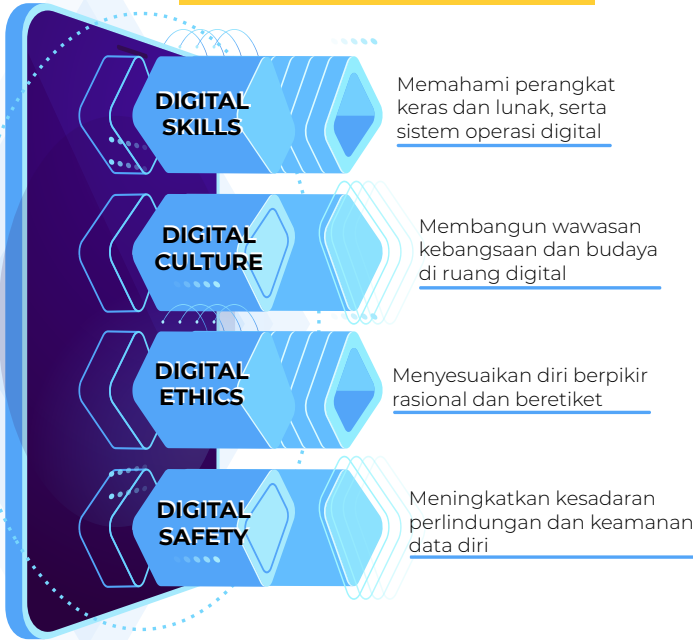 DIGITAL
SKILLS
Memahami perangkat
keras dan lunak, serta
sistem operasi digital
DIGITAL
CULTURE
Membangun wawasan
kebangsaan dan budaya
di ruang digital
DIGITAL
ETHICS
Menyesuaikan diri berpikir
rasional dan beretiket
DIGITAL
SAFETY
Meningkatkan kesadaran
perlindungan dan keamanan
data diri